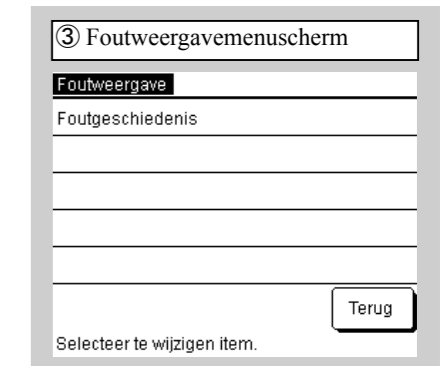 ③ Foutweergavemenuscherm
Foutweergave
Foutgeschiedenis
Terug
Selecteer te wijzigen item.